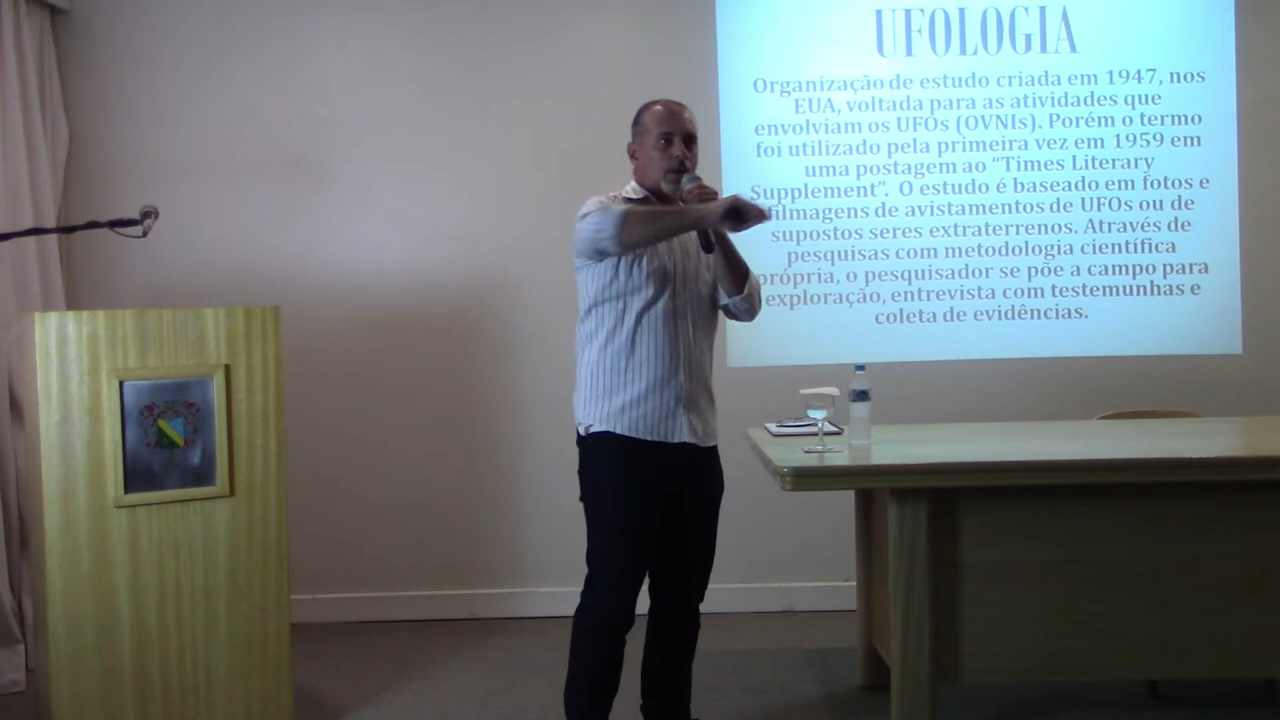 UFOLOGIA
Organização de estudo criada em 1947, nos
EUA, voltada para as atividades que
envolviam os UFOs (OVNIs). Porém o termo
foi utilizado pela primeira vez em 1959 em
uma postagem ao “Times Literary
Supplement”. O estudo é baseado em fotos e
filmagens de avistamentos de UFOs ou de
supostos seres extraterrenos. Através de
pesquisas com metodologia científica
própria, o pesquisador se põe a campo para
exploração, entrevista com testemunhas e
coleta de evidências.